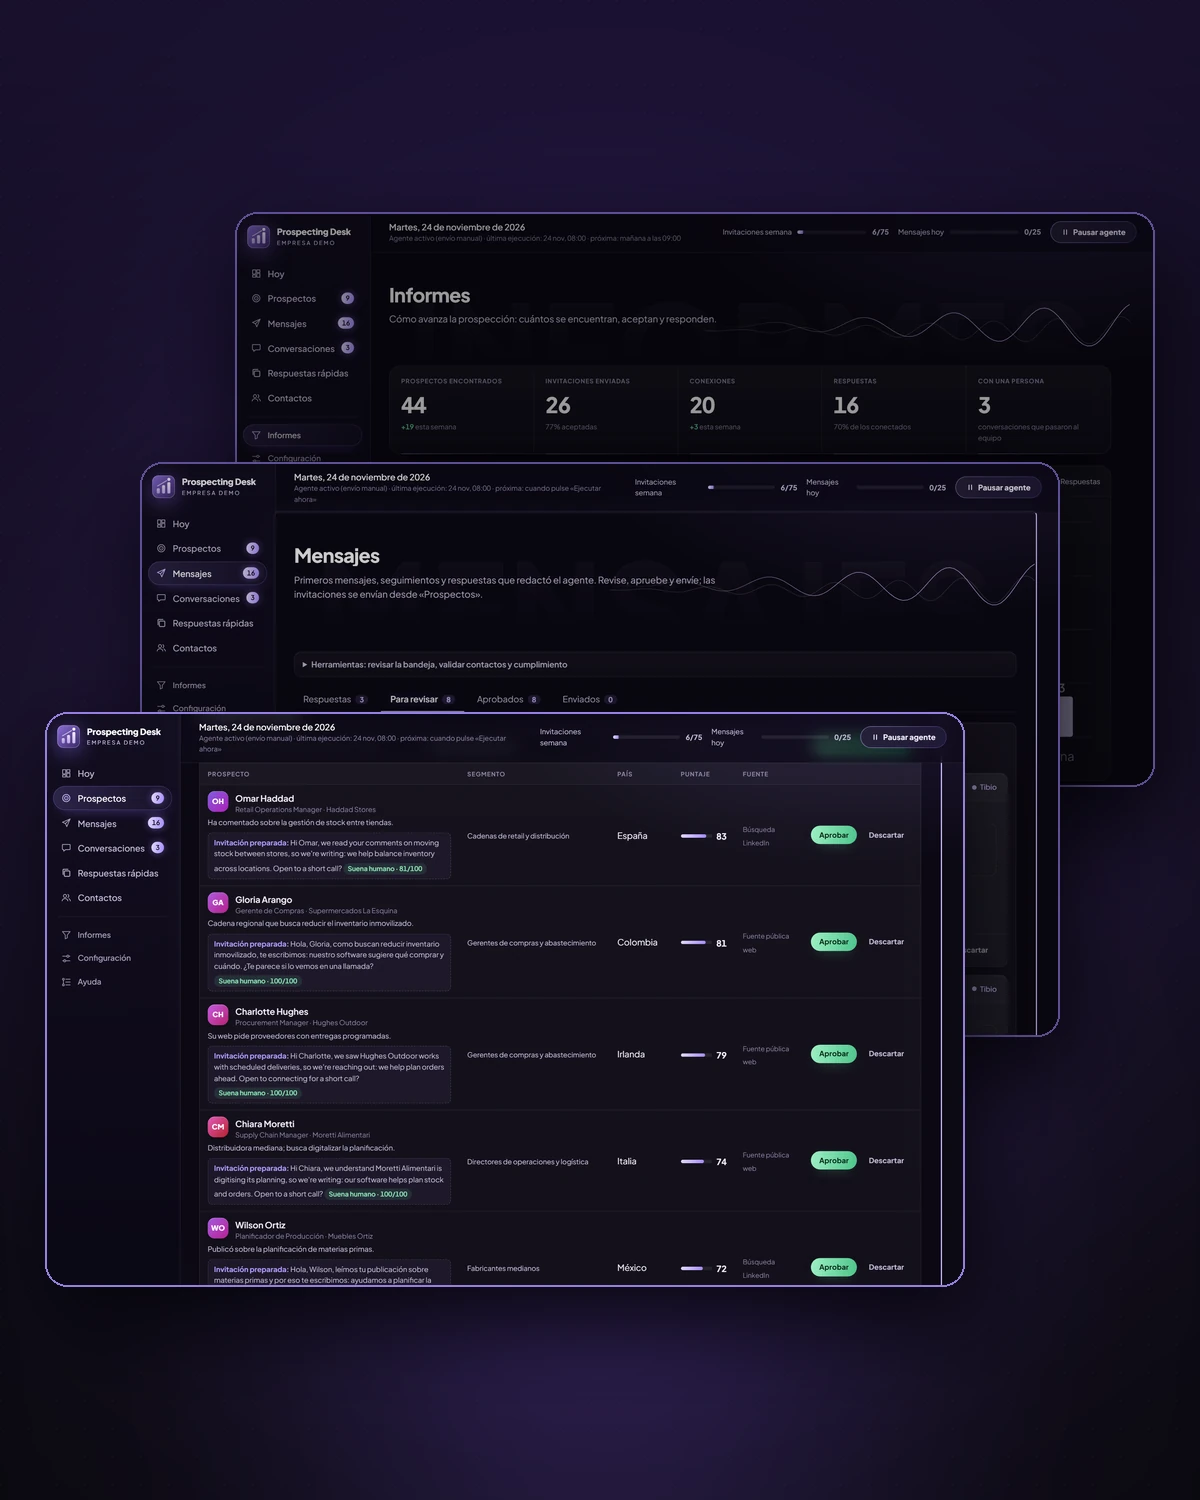 Prospecting Desk
EMPRESA DEMO
Martes, 24 de noviembre de 2026
Agente activo (envío manual) · última ejecución: 24 nov, 08:00 · próxima: mañana a las 09:00
Invitaciones semana
6/75
Mensajes hoy
0/25
Pausar agente
Hoy
Prospectos 9
Mensajes 16
Conversaciones 3
Respuestas rápidas
Contactos
Informes
Configuración
Informes
Cómo avanza la prospección: cuántos se encuentran, aceptan y responden.
PROSPECTOS ENCONTRADOS
44
+19 esta semana
INVITACIONES ENVIADAS
26
77% aceptadas
CONEXIONES
20
+3 esta semana
RESPUESTAS
16
70% de los conectados
CON UNA PERSONA
3
conversaciones que pasaron al
equipo
Respuestas
3
na
Prospecting Desk
EMPRESA DEMO
Martes, 24 de noviembre de 2026
Agente activo (envío manual) · última ejecución: 24 nov, 08:00 · próxima: cuando pulse «Ejecutar
ahora»
Invitaciones
semana
6/75
Mensajes
hoy
0/25
Pausar agente
Hoy
Prospectos 9
Mensajes 16
Conversaciones 3
Respuestas rápidas
Contactos
Informes
Configuración
Mensajes
Primeros mensajes, seguimientos y respuestas que redactó el agente. Revise, apruebe y envíe; las
invitaciones se envían desde «Prospectos».
Herramientas: revisar la bandeja, validar contactos y cumplimiento
Respuestas 3
Para revisar 8
Aprobados 8
Enviados 0
Tibio
scartar
Tibio
Prospecting Desk
EMPRESA DEMO
Martes, 24 de noviembre de 2026
Agente activo (envío manual) · última ejecución: 24 nov, 08:00 · próxima: cuando pulse «Ejecutar
ahora»
Invitaciones
semana
6/75
Mensajes
hoy
0/25
Pausar agente
Hoy
Prospectos 9
Mensajes 16
Conversaciones 3
Respuestas rápidas
Contactos
Informes
Configuración
Ayuda
PROSPECTO
SEGMENTO
PAÍS
PUNTAJE
FUENTE
OH
Omar Haddad
Retail Operations Manager · Haddad Stores
Ha comentado sobre la gestión de stock entre tiendas.
Invitación preparada: Hi Omar, we read your comments on moving
stock between stores, so we're writing: we help balance inventory
across locations. Open to a short call? Suena humano · 81/100
Cadenas de retail y distribución
España
83
Búsqueda
LinkedIn
Aprobar
Descartar
GA
Gloria Arango
Gerente de Compras · Supermercados La Esquina
Cadena regional que busca reducir el inventario inmovilizado.
Invitación preparada: Hola, Gloria, como buscan reducir inventario
inmovilizado, te escribimos: nuestro software sugiere qué comprar y
cuándo. ¿Te parece si lo vemos en una llamada?
Suena humano · 100/100
Gerentes de compras y abastecimiento
Colombia
81
Fuente pública
web
Aprobar
Descartar
CH
Charlotte Hughes
Procurement Manager · Hughes Outdoor
Su web pide proveedores con entregas programadas.
Invitación preparada: Hi Charlotte, we saw Hughes Outdoor works
with scheduled deliveries, so we're reaching out: we help plan orders
ahead. Open to connecting for a short call?
Suena humano · 100/100
Gerentes de compras y abastecimiento
Irlanda
79
Fuente pública
web
Aprobar
Descartar
CM
Chiara Moretti
Supply Chain Manager · Moretti Alimentari
Distribuidora mediana; busca digitalizar la planificación.
Invitación preparada: Hi Chiara, we understand Moretti Alimentari is
digitising its planning, so we're writing: our software helps plan stock
and orders. Open to a short call? Suena humano · 100/100
Directores de operaciones y logística
Italia
74
Fuente pública
web
Aprobar
Descartar
WO
Wilson Ortiz
Planificador de Producción · Muebles Ortiz
Publicó sobre la planificación de materias primas.
Invitación preparada: Hola, Wilson, leímos tu publicación sobre
materias primas y por eso te escribimos: ayudamos a planificar la
Fabricantes medianos
México
72
Búsqueda
LinkedIn
Aprobar
Descartar